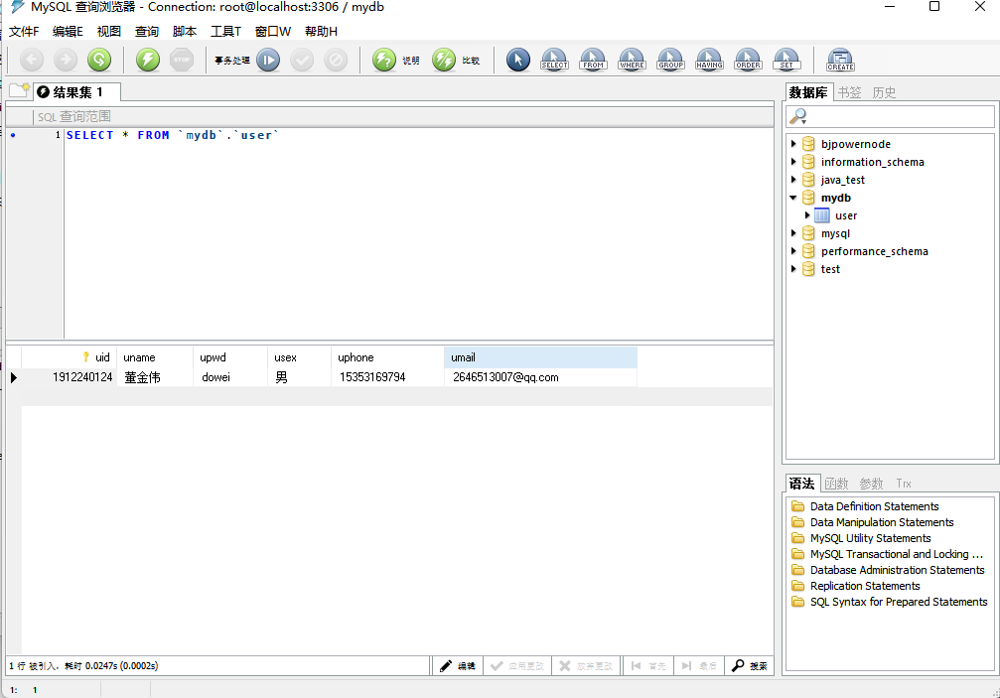 MySQL 查询浏览器 - Connection: root@localhost:3306 / mydb
文件F 编辑E 视图 查询 脚本 工具T 窗口W 帮助H
STOP 事务处理 说明 比较 SELECT FROM WHERE GROUP HAVING ORDER SET CREATE
结果集 1
SQL 查询范围
1 SELECT * FROM `mydb`.`user`
uid uname upwd usex uphone umail
1912240124 董金伟 dowei 男 15353169794 2646513007@qq.com
1 行 被引入，耗时 0.0247s (0.0002s)
编辑 应用更改 放弃更改 首先 最后 搜索
1: 1
数据库 书签 历史
bjpowernode
information_schema
java_test
mydb
user
mysql
performance_schema
test
语法 函数 参数 Trx
Data Definition Statements
Data Manipulation Statements
MySQL Utility Statements
MySQL Transactional and Locking ...
Database Administration Statements
Replication Statements
SQL Syntax for Prepared Statements